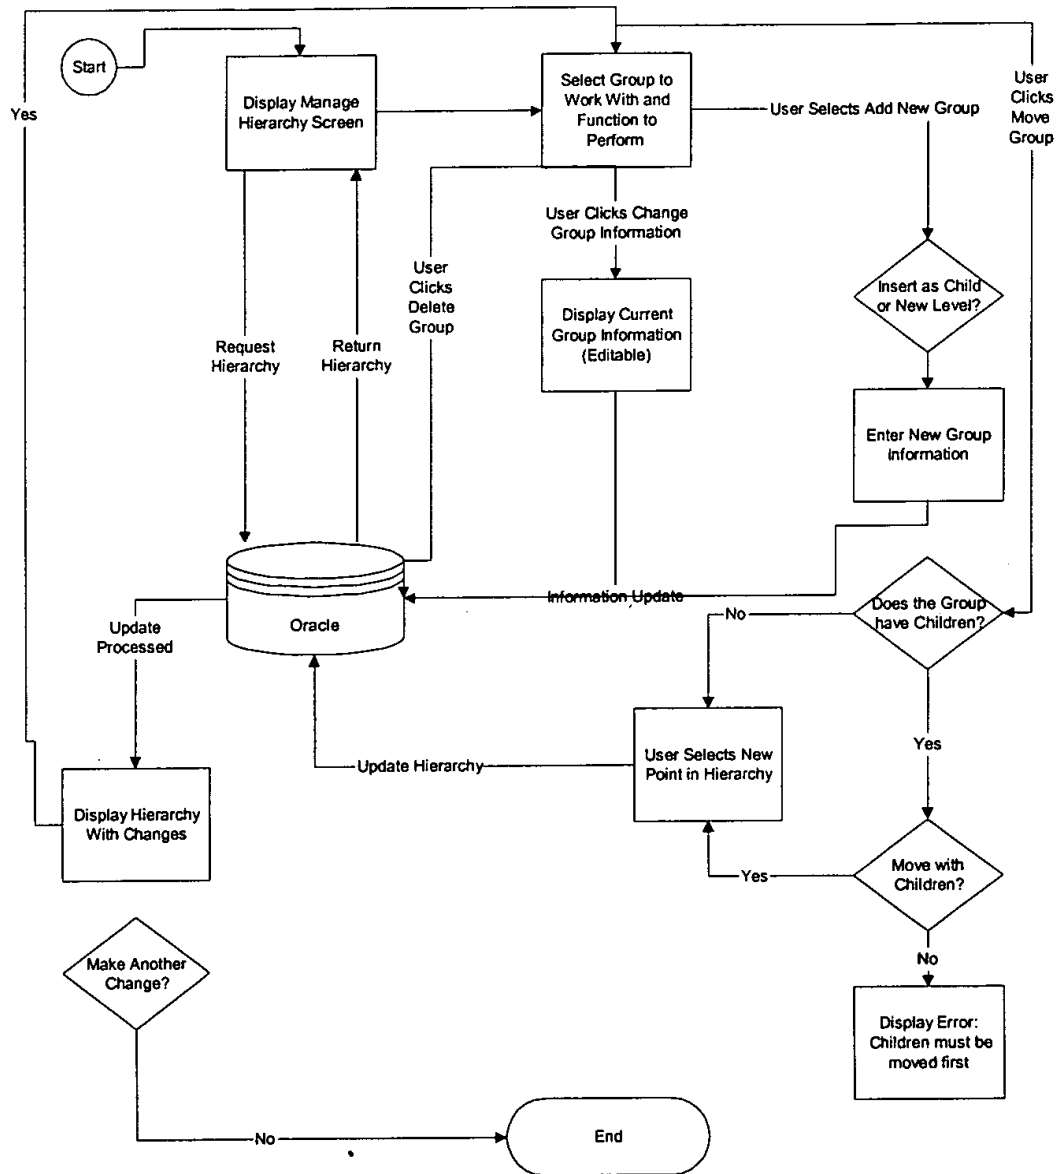 Start
Display Manage
Hierarchy Screen
Select Group to
Work With and
Function to
Perform
User Selects Add New Group
User
Clicks
Move
Group
Yes
User Clicks Change
Group Information
User
Clicks
Delete
Group
Insert as Child
or New Level?
Display Current
Group Information
(Editable)
Request
Hierarchy
Return
Hierarchy
Enter New Group
Information
Information Update
Oracle
Does the Group
have Children?
No
Update
Processed
Yes
User Selects New
Point in Hierarchy
Update Hierarchy
Display Hierarchy
With Changes
Move with
Children?
Yes
No
Make Another
Change?
Display Error:
Children must be
moved first
No
End